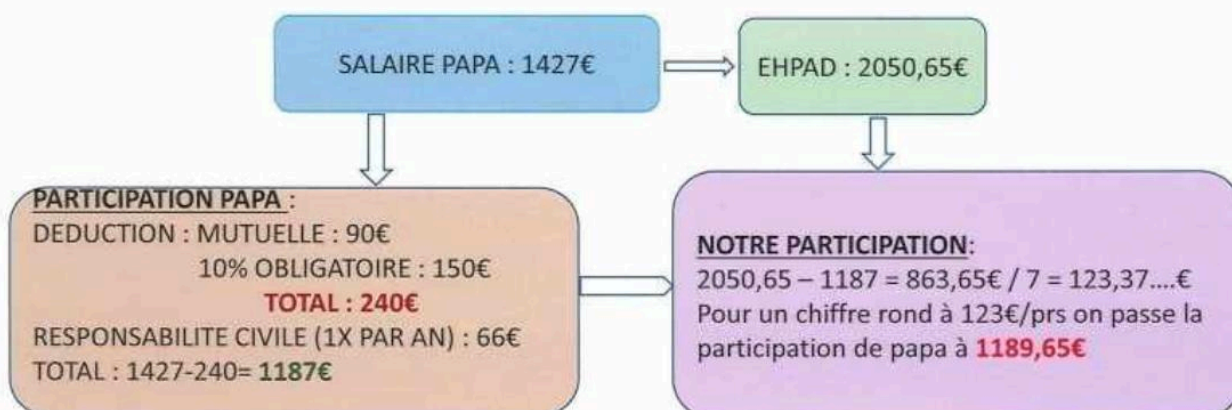 SALAIRE PAPA : 1427€
EHPAD : 2050,65€
PARTICIPATION PAPA :
DEDUCTION : MUTUELLE : 90€
10% OBLIGATOIRE : 150€
TOTAL : 240€
RESPONSABILITE CIVILE (1X PAR AN) : 66€
TOTAL : 1427-240= 1187€
NOTRE PARTICIPATION:
2050,65 – 1187 = 863,65€ / 7 = 123,37....€
Pour un chiffre rond à 123€/prs on passe la
participation de papa à 1189,65€